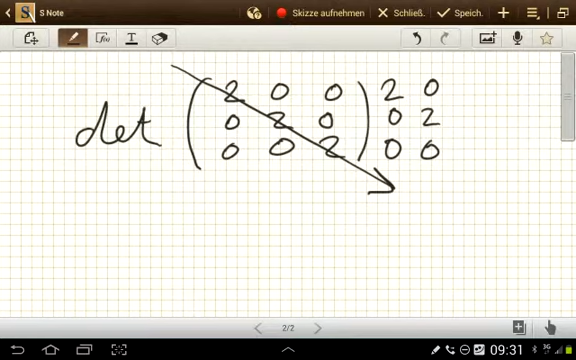 S Note
Skizze aufnehmen
Schließ.
Speich.
f(x)
T
det ( 2 0 0 ) 2 0
0 2 0 0 2
0 0 2 0 0
2/2
3G
09:31